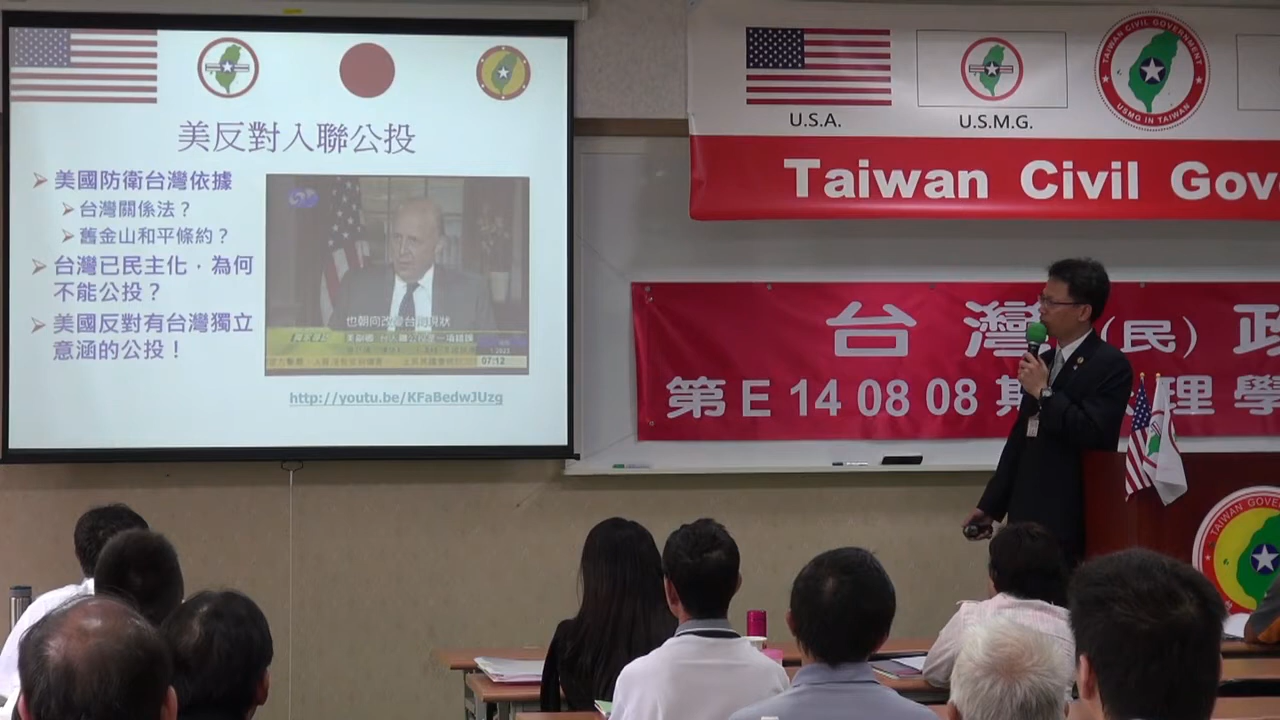 美反對入聯公投
美國防衛台灣依據
台灣關係法？
舊金山和平條約？
台灣已民主化，為何
不能公投？
美國反對有台灣獨立
意涵的公投！
也朝向改變台灣現狀
07:12
http://youtu.be/KFaBedwJUzg
U.S.A.
U.S.M.G.
TAIWAN CIVIL GOVERNMENT
USMG IN TAIWAN
Taiwan Civil Gov
台灣（民）政
第E 14 08 08 期
理學
TAIWAN GOVERN